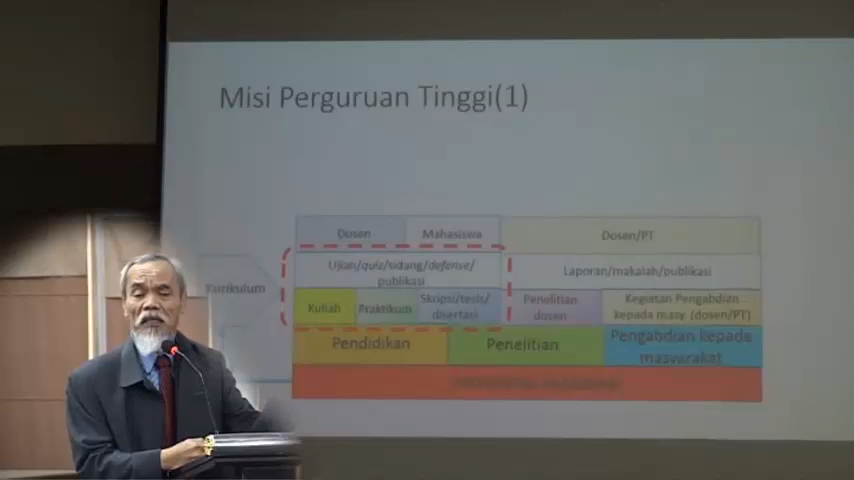 Misi Perguruan Tinggi(1)
Dosen
Mahasiswa
Dosen/PT
Ujian/quiz/sidang/defense/
publikasi
Laporan/makalah/publikasi
Kurikulum
Kuliah
Praktikum
Skripsi/tesis/
disertasi
Penelitian
dosen
Kegiatan Pengabdian
kepada masy. (dosen/PT)
Pendidikan
Penelitian
Pengabdian kepada
masyarakat